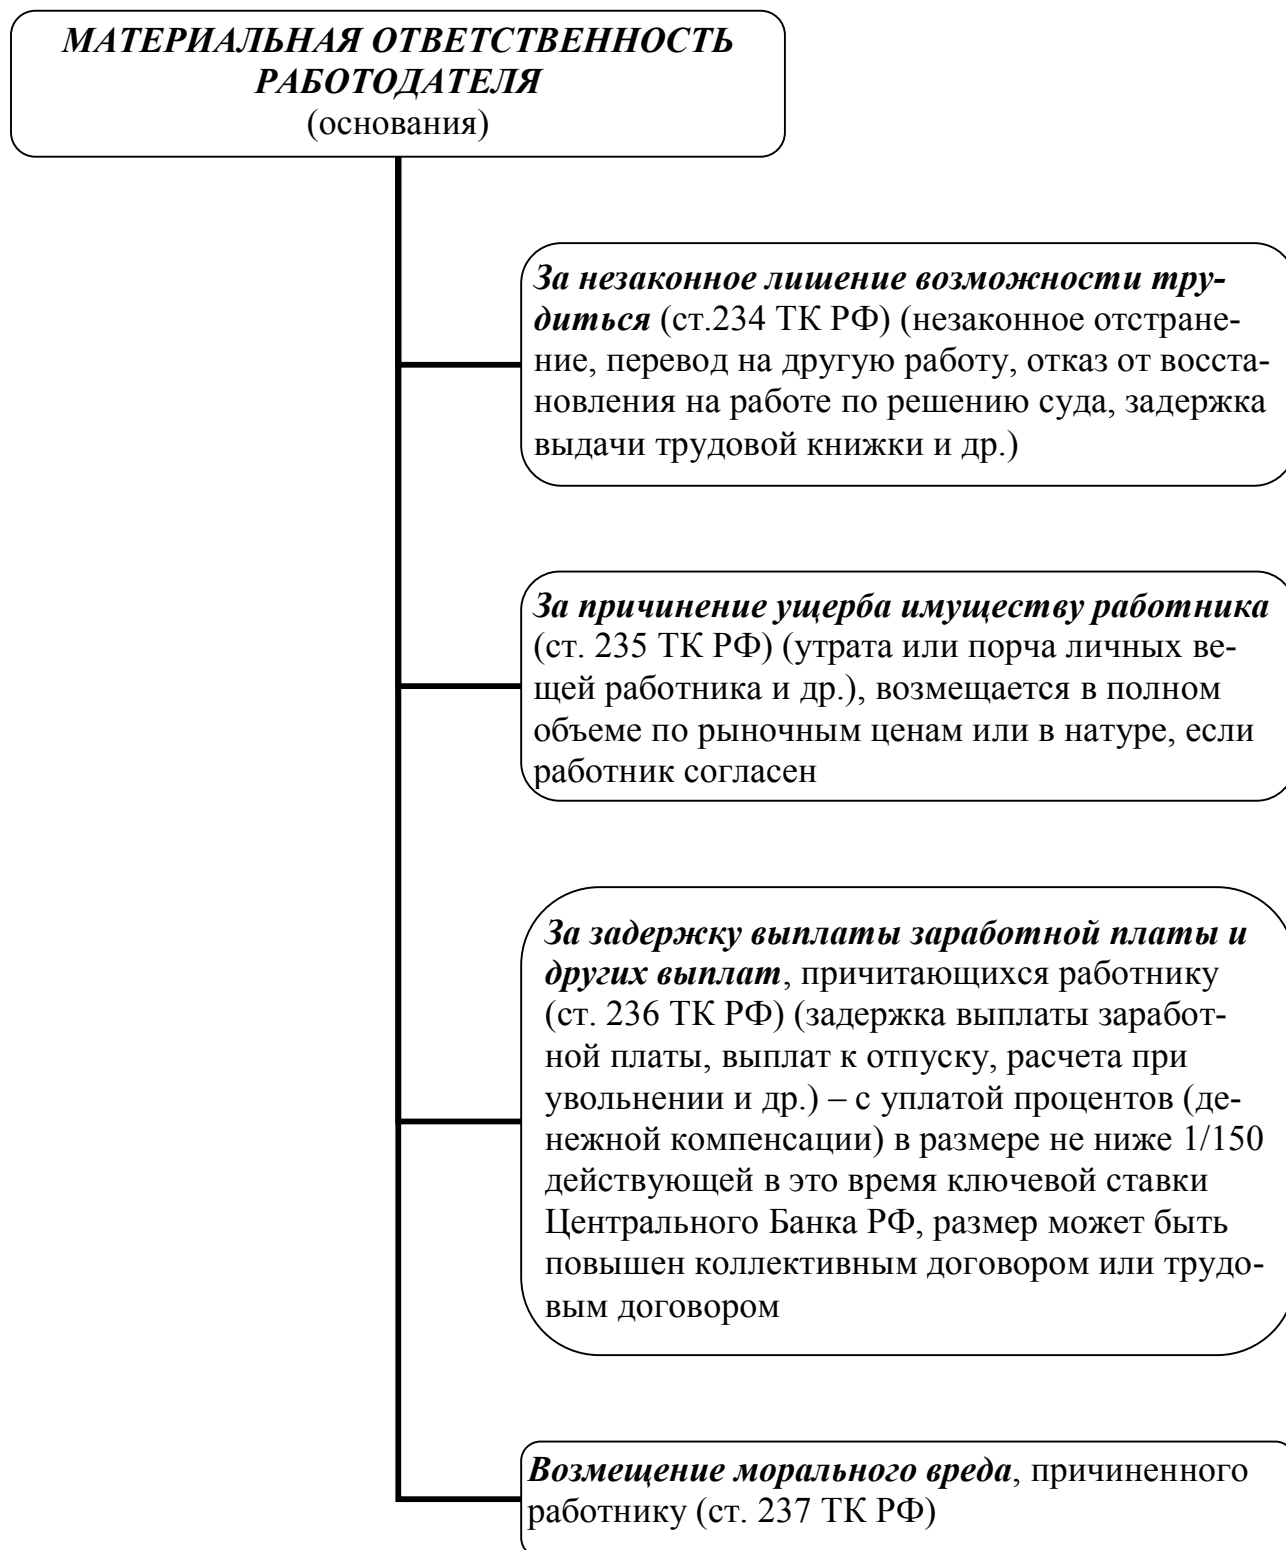 МАТЕРИАЛЬНАЯ ОТВЕТСТВЕННОСТЬ
РАБОТОДАТЕЛЯ
(основания)
За незаконное лишение возможности тру-
диться (ст.234 ТК РФ) (незаконное отстране-
ние, перевод на другую работу, отказ от восста-
новления на работе по решению суда, задержка
выдачи трудовой книжки и др.)
За причинение ущерба имуществу работника
(ст. 235 ТК РФ) (утрата или порча личных ве-
щей работника и др.), возмещается в полном
объеме по рыночным ценам или в натуре, если
работник согласен
За задержку выплаты заработной платы и
других выплат, причитающихся работнику
(ст. 236 ТК РФ) (задержка выплаты заработ-
ной платы, выплат к отпуску, расчета при
увольнении и др.) – с уплатой процентов (де-
нежной компенсации) в размере не ниже 1/150
действующей в это время ключевой ставки
Центрального Банка РФ, размер может быть
повышен коллективным договором или трудо-
вым договором
Возмещение морального вреда, причиненного
работнику (ст. 237 ТК РФ)